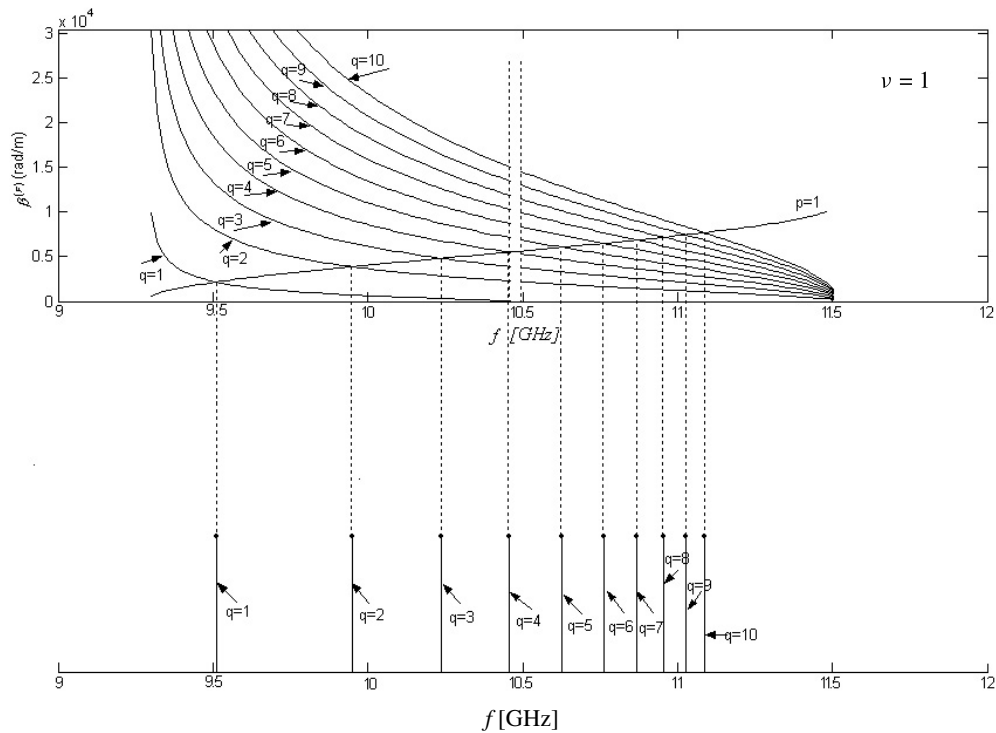 x 10⁴
3
2.5
2
1.5
1
0.5
0
β⁽ᵖ⁾ (rad/m)
ν = 1
q=10
q=9
q=8
q=7
q=6
q=5
q=4
q=3
q=2
q=1
p=1
9 9.5 10 10.5 11 11.5 12
f [GHz]
q=1 q=2 q=3 q=4 q=5 q=6 q=7 q=8 q=9 q=10
9 9.5 10 10.5 11 11.5 12
f [GHz]